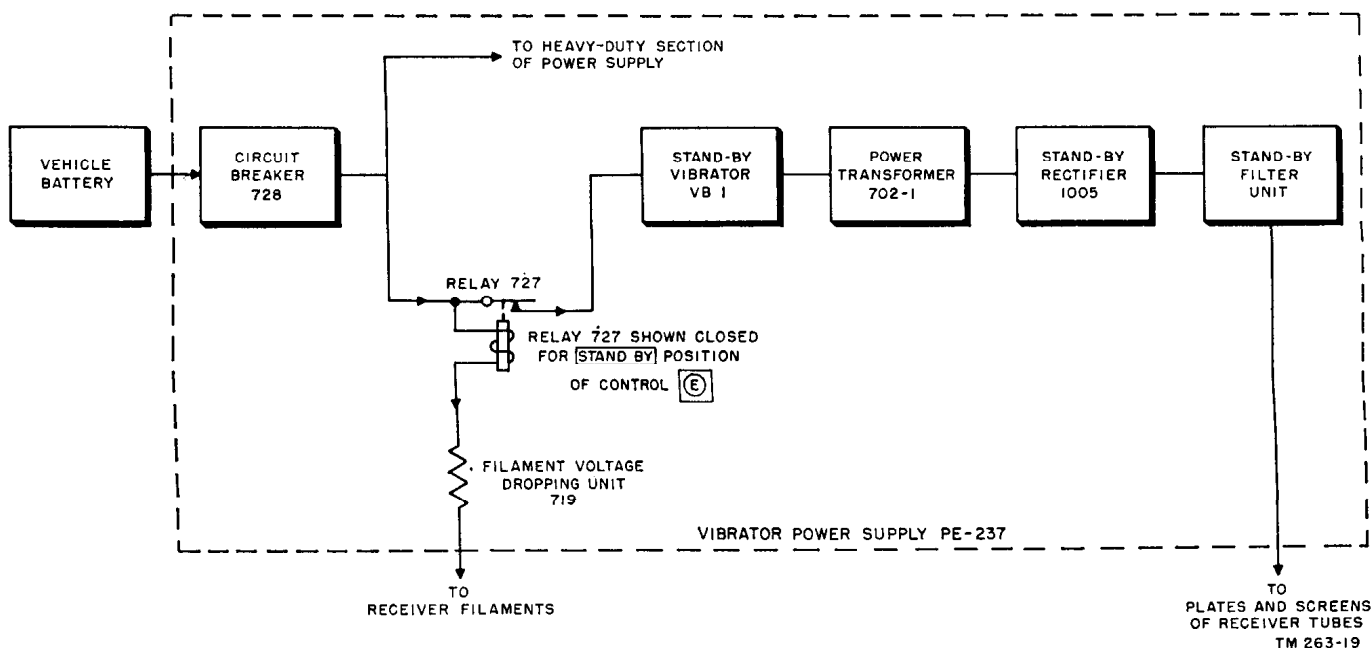 TO HEAVY-DUTY SECTION
OF POWER SUPPLY
VEHICLE
BATTERY
CIRCUIT
BREAKER
728
STAND-BY
VIBRATOR
VB 1
POWER
TRANSFORMER
702-1
STAND-BY
RECTIFIER
1005
STAND-BY
FILTER
UNIT
RELAY 727
RELAY 727 SHOWN CLOSED
FOR STAND BY POSITION
OF CONTROL E
FILAMENT VOLTAGE
DROPPING UNIT
719
VIBRATOR POWER SUPPLY PE-237
TO
RECEIVER FILAMENTS
TO
PLATES AND SCREENS
OF RECEIVER TUBES
TM 263-19